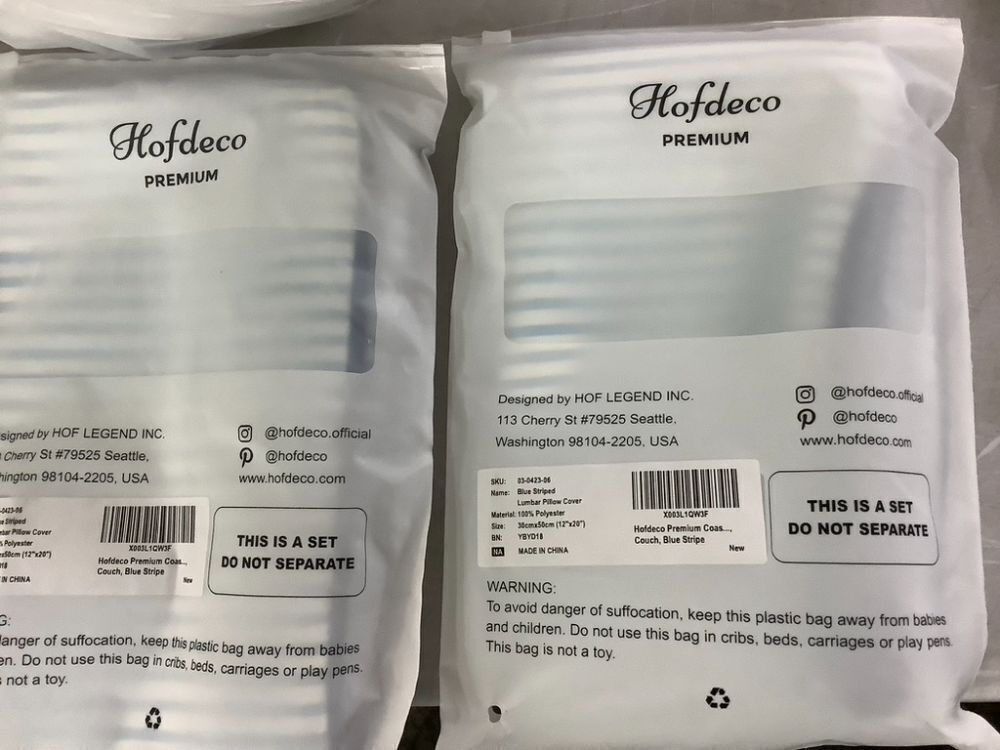 Hofdeco
PREMIUM
signed by HOF LEGEND INC.
Cherry St #79525 Seattle,
hington 98104-2205, USA
@hofdeco.official
@hofdeco
www.hofdeco.com
-0423-06
ue Striped
bar Pillow Cover
% Polyester
x50cm (12"x20")
IN CHINA
X003L1QW3F
Hofdeco Premium Coas...,
Couch, Blue Stripe
New
THIS IS A SET
DO NOT SEPARATE
G:
danger of suffocation, keep this plastic bag away from babies
en. Do not use this bag in cribs, beds, carriages or play pens.
s not a toy.
Hofdeco
PREMIUM
Designed by HOF LEGEND INC.
113 Cherry St #79525 Seattle,
Washington 98104-2205, USA
@hofdeco.official
@hofdeco
www.hofdeco.com
SKU: 03-0423-06
Name: Blue Striped
Lumbar Pillow Cover
Material: 100% Polyester
Size: 30cmx50cm (12"x20")
BN: YBYD18
NA MADE IN CHINA
X003L1QW3F
Hofdeco Premium Coas...,
Couch, Blue Stripe
New
THIS IS A SET
DO NOT SEPARATE
WARNING:
To avoid danger of suffocation, keep this plastic bag away from babies
and children. Do not use this bag in cribs, beds, carriages or play pens.
This bag is not a toy.